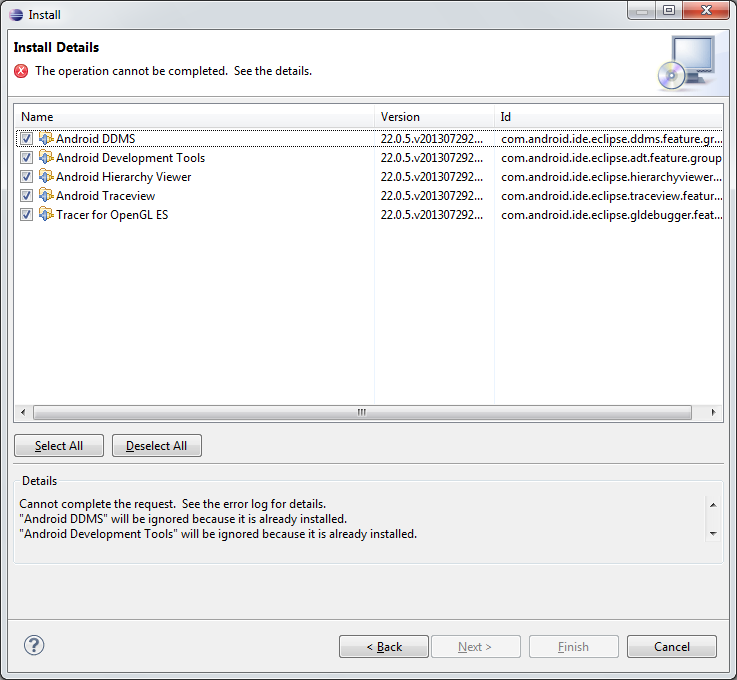 Install
Install Details
The operation cannot be completed. See the details.
Name Version Id
Android DDMS 22.0.5.v201307292... com.android.ide.eclipse.ddms.feature.gr...
Android Development Tools 22.0.5.v201307292... com.android.ide.eclipse.adt.feature.group
Android Hierarchy Viewer 22.0.5.v201307292... com.android.ide.eclipse.hierarchyviewer...
Android Traceview 22.0.5.v201307292... com.android.ide.eclipse.traceview.featur...
Tracer for OpenGL ES 22.0.5.v201307292... com.android.ide.eclipse.gldebugger.feat...
Select All Deselect All
Details
Cannot complete the request. See the error log for details.
"Android DDMS" will be ignored because it is already installed.
"Android Development Tools" will be ignored because it is already installed.
? < Back Next > Finish Cancel